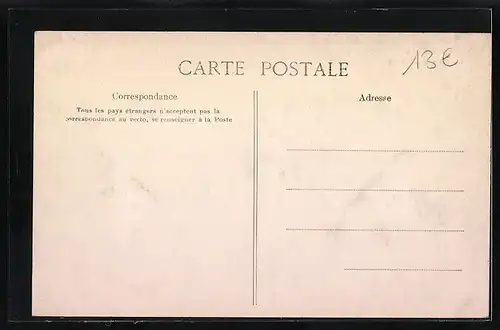 CARTE POSTALE
13€
Correspondance
Adresse
Tous les pays étrangers n'acceptent pas la
correspondance au recto, se renseigner à la Poste